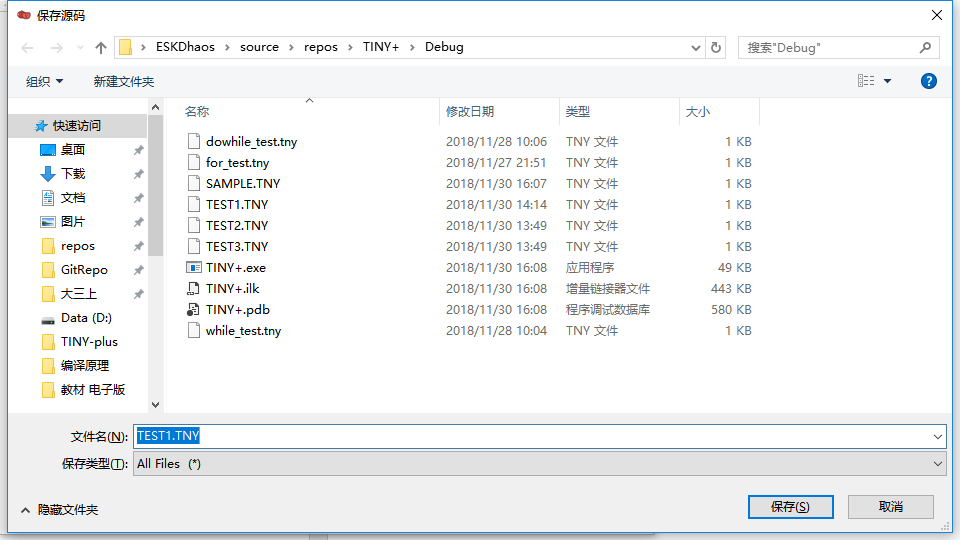 保存源码
ESKDhaos › source › repos › TINY+ › Debug
搜索"Debug"
组织 新建文件夹
名称 修改日期 类型 大小
快速访问
桌面
下载
文档
图片
repos
GitRepo
大三上
Data (D:)
TINY-plus
编译原理
教材 电子版
dowhile_test.tny 2018/11/28 10:06 TNY 文件 1 KB
for_test.tny 2018/11/27 21:51 TNY 文件 1 KB
SAMPLE.TNY 2018/11/30 16:07 TNY 文件 1 KB
TEST1.TNY 2018/11/30 14:14 TNY 文件 1 KB
TEST2.TNY 2018/11/30 13:49 TNY 文件 1 KB
TEST3.TNY 2018/11/30 13:49 TNY 文件 1 KB
TINY+.exe 2018/11/30 16:08 应用程序 49 KB
TINY+.ilk 2018/11/30 16:08 增量链接器文件 443 KB
TINY+.pdb 2018/11/30 16:08 程序调试数据库 580 KB
while_test.tny 2018/11/28 10:04 TNY 文件 1 KB
文件名(N): TEST1.TNY
保存类型(T): All Files (*)
隐藏文件夹 保存(S) 取消